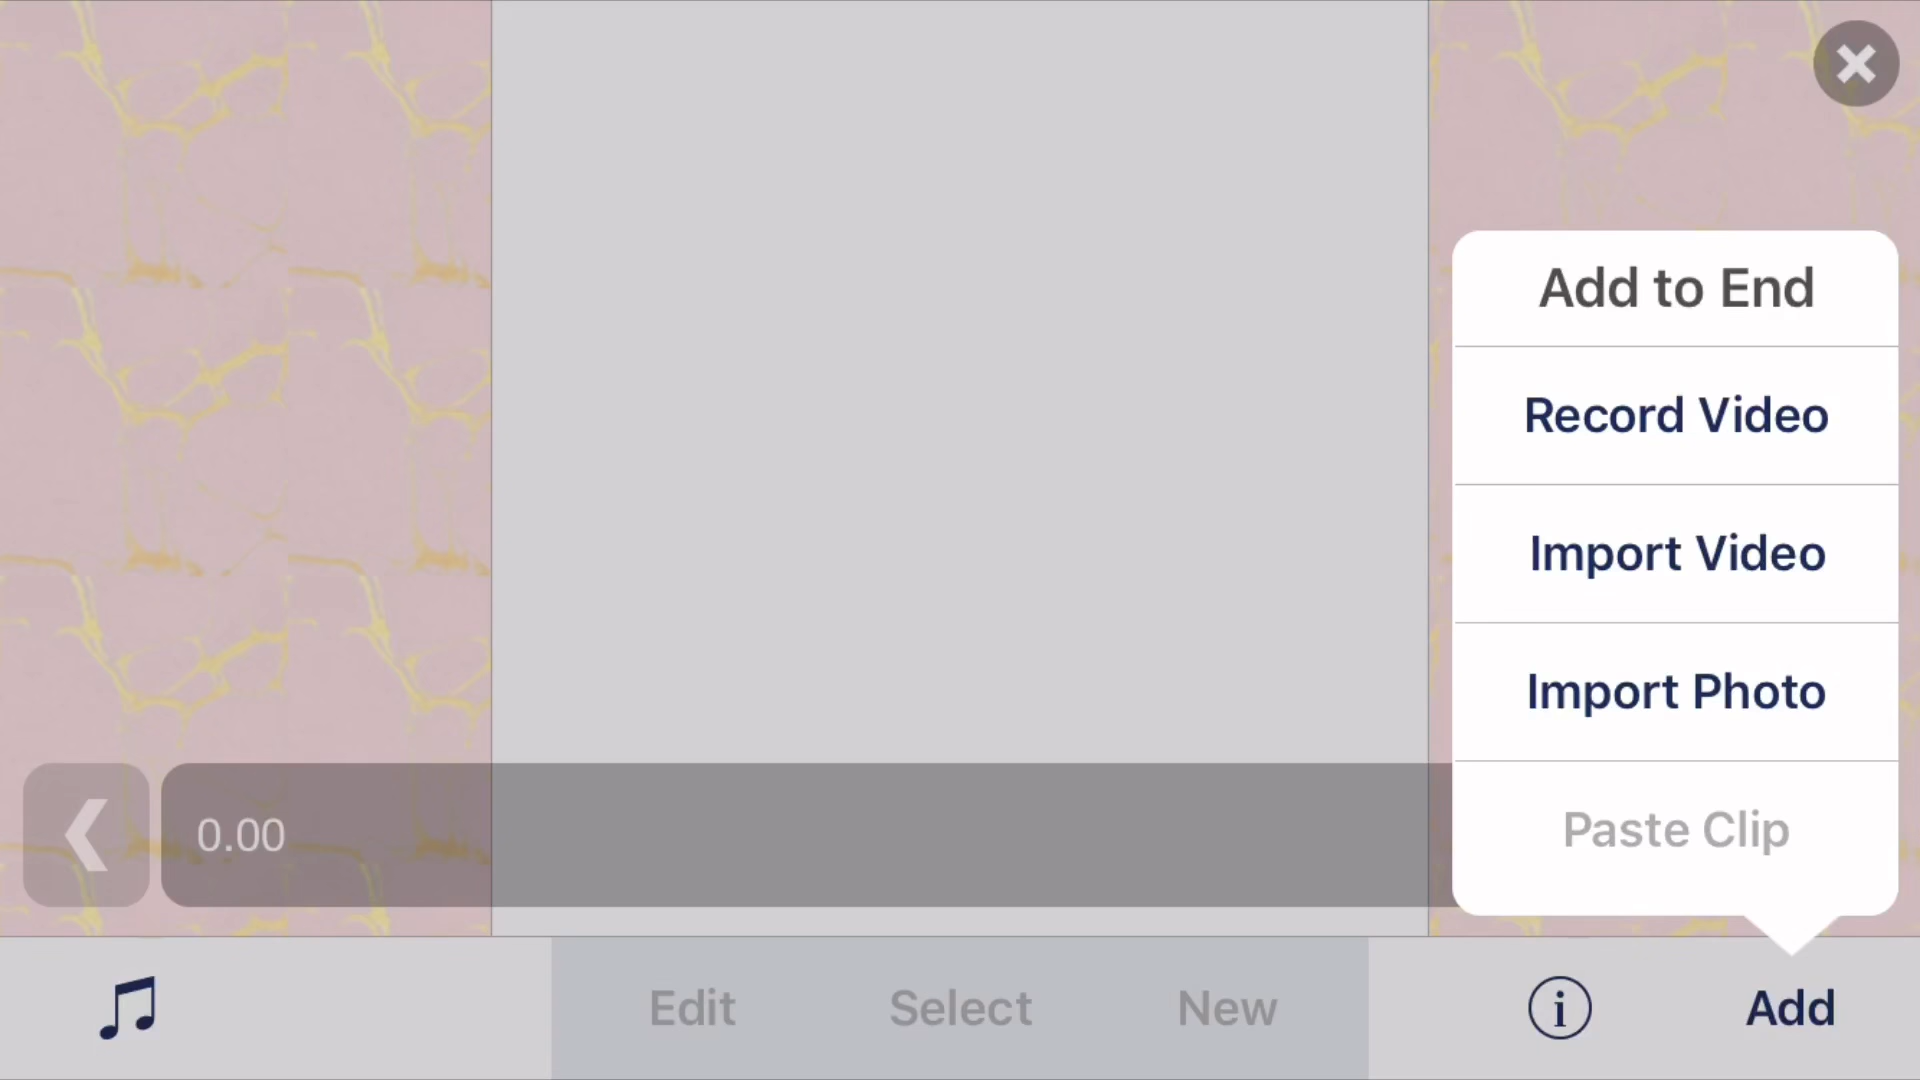 Add to End
Record Video
Import Video
Import Photo
Paste Clip
0.00
Edit
Select
New
i
Add